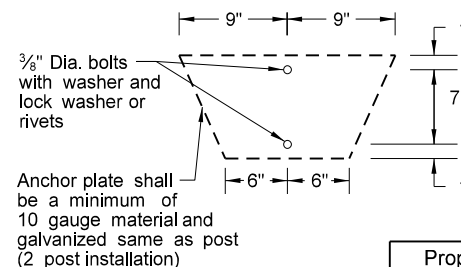 9" 9"
⅜" Dia. bolts
with washer and
lock washer or
rivets
7
6" 6"
Anchor plate shall
be a minimum of
10 gauge material and
galvanized same as post
(2 post installation)